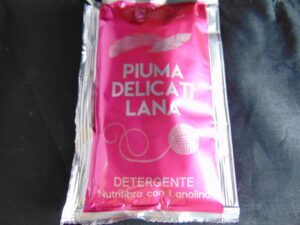 PIUMA
DELICATI
LANA
DETERGENTE
Nutrifibra con Lanolina